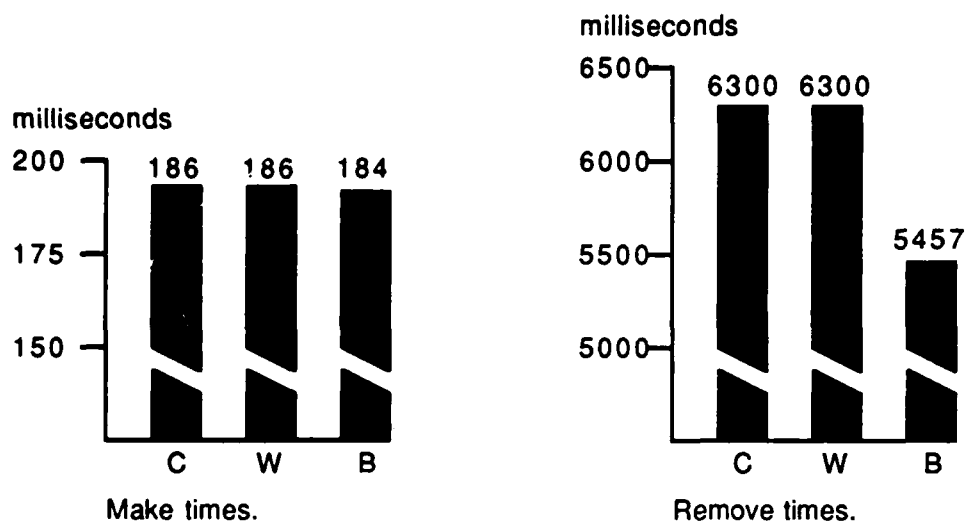 milliseconds
200
175
150
186 186 184
C W B
Make times.
milliseconds
6500
6000
5500
5000
6300 6300
5457
C W B
Remove times.